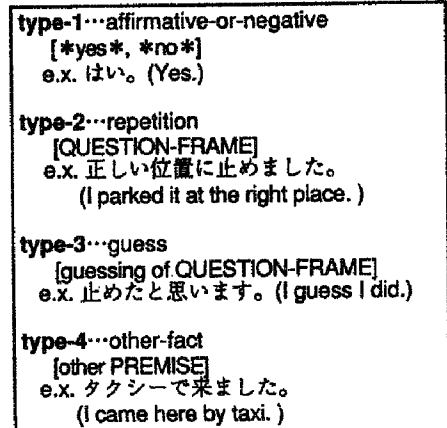 type-1…affirmative-or-negative
[*yes*, *no*]
e.x. はい。(Yes.)
type-2…repetition
[QUESTION-FRAME]
e.x. 正しい位置に止めました。
(I parked it at the right place. )
type-3…guess
[guessing of QUESTION-FRAME]
e.x. 止めたと思います。(I guess I did.)
type-4…other-fact
[other PREMISE]
e.x. タクシーで来ました。
(I came here by taxi. )